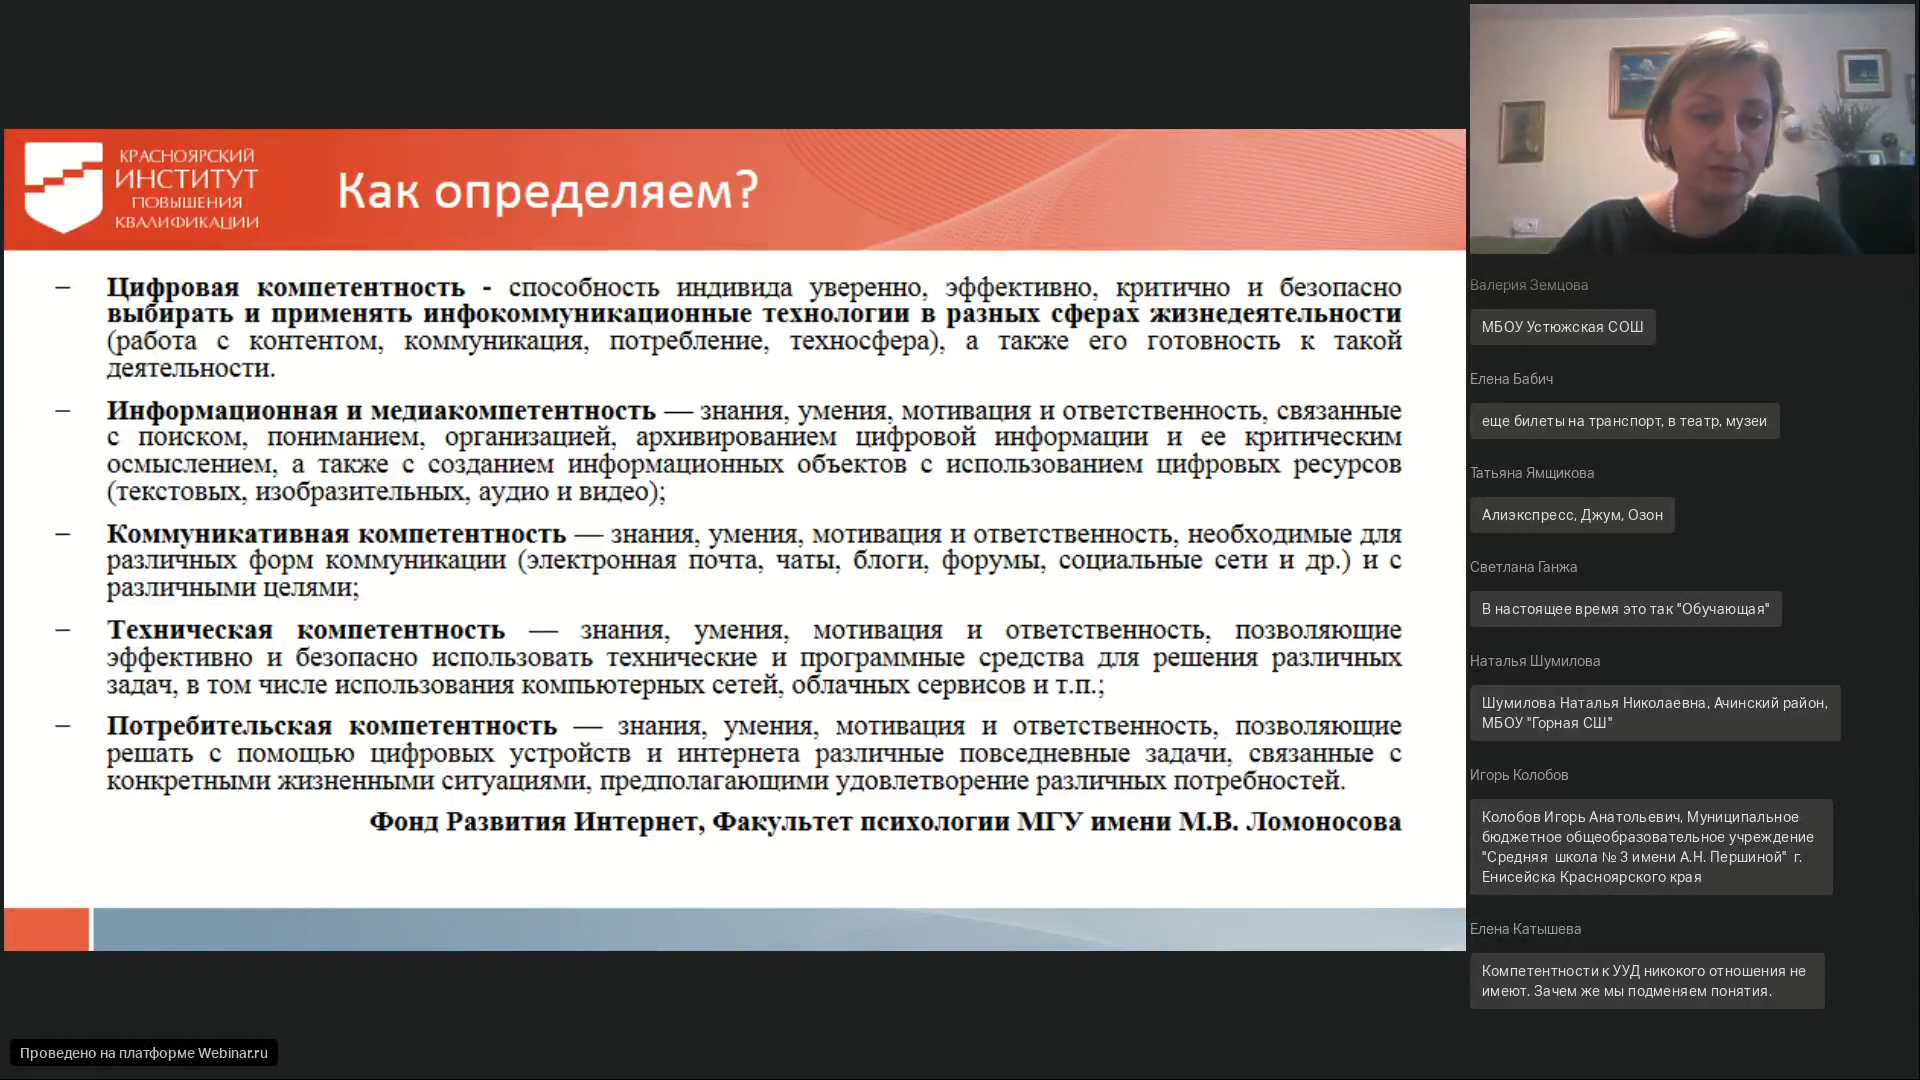 КРАСНОЯРСКИЙ
ИНСТИТУТ
ПОВЫШЕНИЯ
КВАЛИФИКАЦИИ
Как определяем?
– Цифровая компетентность - способность индивида уверенно, эффективно, критично и безопасно
выбирать и применять инфокоммуникационные технологии в разных сферах жизнедеятельности
(работа с контентом, коммуникация, потребление, техносфера), а также его готовность к такой
деятельности.
– Информационная и медиакомпетентность — знания, умения, мотивация и ответственность, связанные
с поиском, пониманием, организацией, архивированием цифровой информации и ее критическим
осмыслением, а также с созданием информационных объектов с использованием цифровых ресурсов
(текстовых, изобразительных, аудио и видео);
– Коммуникативная компетентность — знания, умения, мотивация и ответственность, необходимые для
различных форм коммуникации (электронная почта, чаты, блоги, форумы, социальные сети и др.) и с
различными целями;
– Техническая компетентность — знания, умения, мотивация и ответственность, позволяющие
эффективно и безопасно использовать технические и программные средства для решения различных
задач, в том числе использования компьютерных сетей, облачных сервисов и т.п.;
– Потребительская компетентность — знания, умения, мотивация и ответственность, позволяющие
решать с помощью цифровых устройств и интернета различные повседневные задачи, связанные с
конкретными жизненными ситуациями, предполагающими удовлетворение различных потребностей.
Фонд Развития Интернет, Факультет психологии МГУ имени М.В. Ломоносова
Валерия Земцова
МБОУ Устюжская СОШ
Елена Бабич
еще билеты на транспорт, в театр, музеи
Татьяна Ямщикова
Алиэкспресс, Джум, Озон
Светлана Ганжа
В настоящее время это так "Обучающая"
Наталья Шумилова
Шумилова Наталья Николаевна, Ачинский район,
МБОУ "Горная СШ"
Игорь Колобов
Колобов Игорь Анатольевич, Муниципальное
бюджетное общеобразовательное учреждение
"Средняя школа № 3 имени А.Н. Першиной" г.
Енисейска Красноярского края
Елена Катышева
Компетентности к УУД никокого отношения не
имеют. Зачем же мы подменяем понятия.
Проведено на платформе Webinar.ru